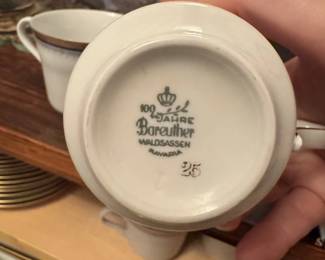 100
JAHRE
Bareuther
WALDSASSEN
BAVARIA
25